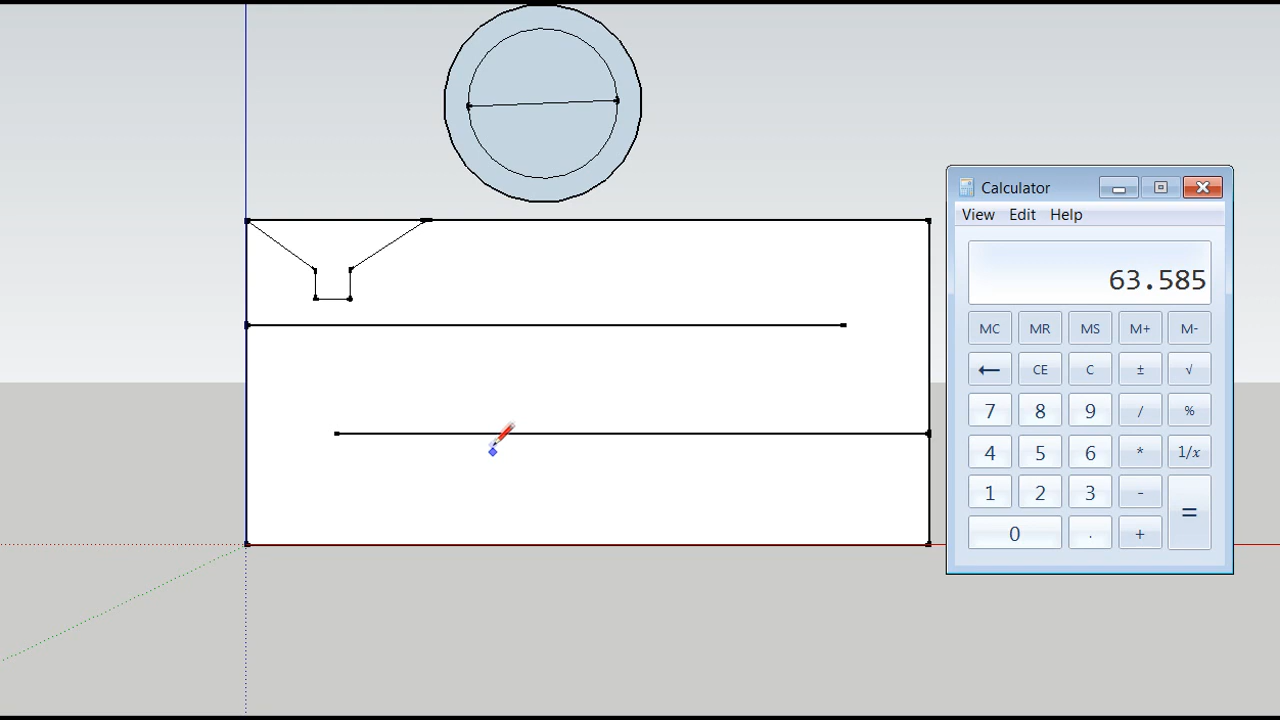 Calculator
View Edit Help
63.585
MC MR MS M+ M-
← CE C ± √
7 8 9 / %
4 5 6 * 1/x
1 2 3 - =
0 . +